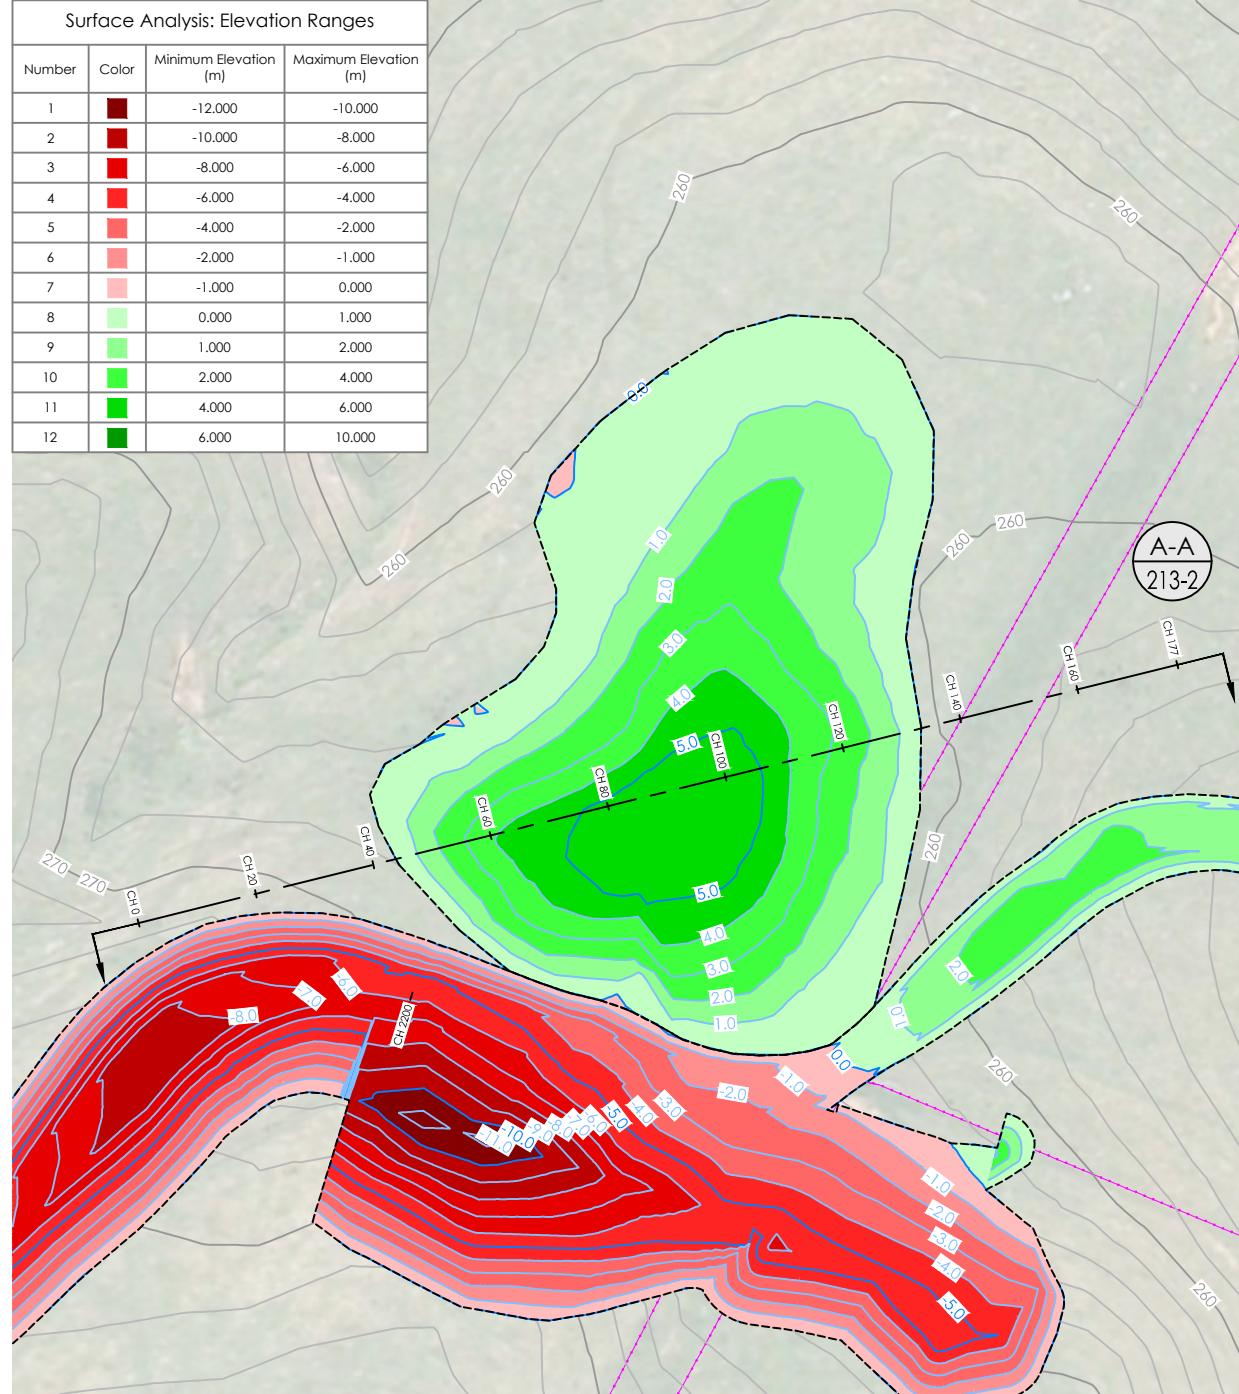 Surface Analysis: Elevation Ranges
Number Color Minimum Elevation (m) Maximum Elevation (m)
1 -12.000 -10.000
2 -10.000 -8.000
3 -8.000 -6.000
4 -6.000 -4.000
5 -4.000 -2.000
6 -2.000 -1.000
7 -1.000 0.000
8 0.000 1.000
9 1.000 2.000
10 2.000 4.000
11 4.000 6.000
12 6.000 10.000
260
260
0.0
260
260
260
260
1.0
2.0
3.0
4.0
5.0
A-A
213-2
CH 0
CH 20
CH 40
CH 60
CH 80
CH 100
CH 120
CH 140
CH 160
CH 177
270
270
260
5.0
4.0
3.0
2.0
1.0
2.0
1.0
0.0
260
-8.0
-7.0
-6.0
CH 2200
-11.0
-10.0
-9.0
-8.0
-7.0
-6.0
-5.0
-4.0
-3.0
-2.0
-1.0
-1.0
-2.0
-3.0
-4.0
-5.0
260